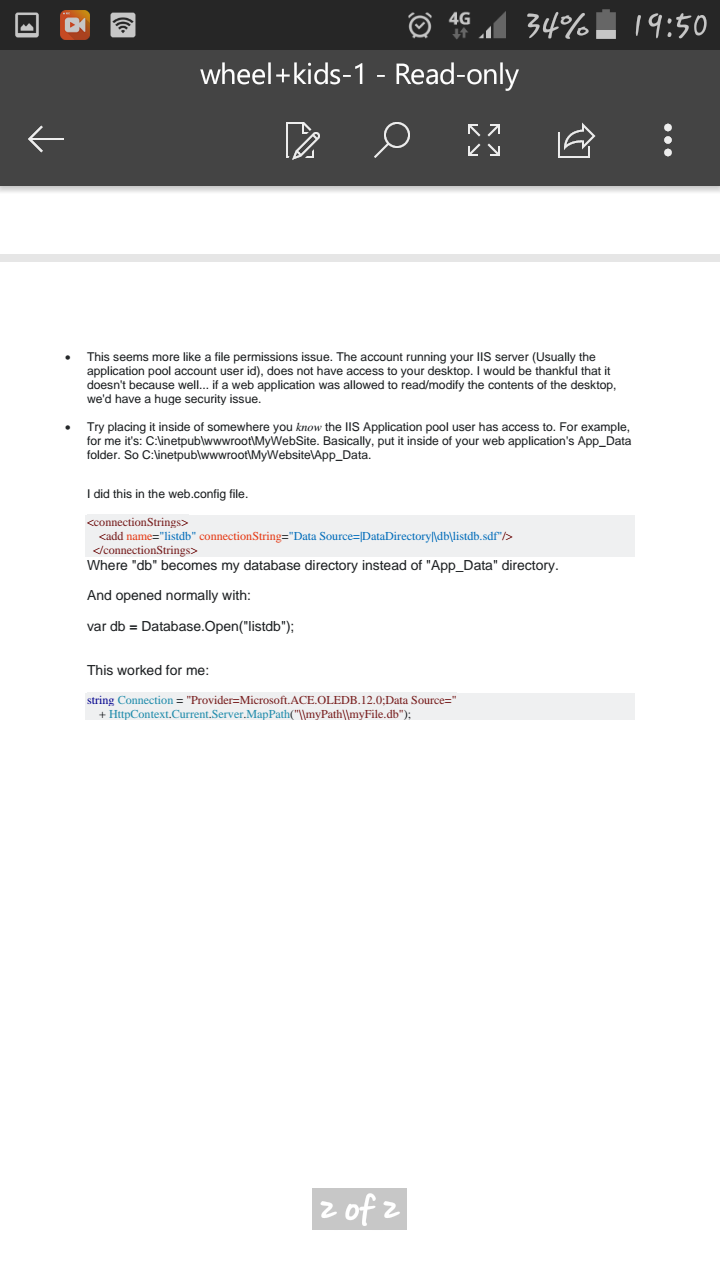 4G 34% 19:50
wheel+kids-1 - Read-only
• This seems more like a file permissions issue. The account running your IIS server (Usually the
application pool account user id), does not have access to your desktop. I would be thankful that it
doesn't because well... if a web application was allowed to read/modify the contents of the desktop,
we'd have a huge security issue.
• Try placing it inside of somewhere you know the IIS Application pool user has access to. For example,
for me it's: C:\inetpub\wwwroot\MyWebSite. Basically, put it inside of your web application's App_Data
folder. So C:\inetpub\wwwroot\MyWebsite\App_Data.
I did this in the web.config file.
<connectionStrings>
<add name="listdb" connectionString="Data Source=|DataDirectory|\db\listdb.sdf"/>
</connectionStrings>
Where "db" becomes my database directory instead of "App_Data" directory.
And opened normally with:
var db = Database.Open("listdb");
This worked for me:
string Connection = "Provider=Microsoft.ACE.OLEDB.12.0;Data Source="
+ HttpContext.Current.Server.MapPath("\\myPath\\myFile.db");
2 of 2